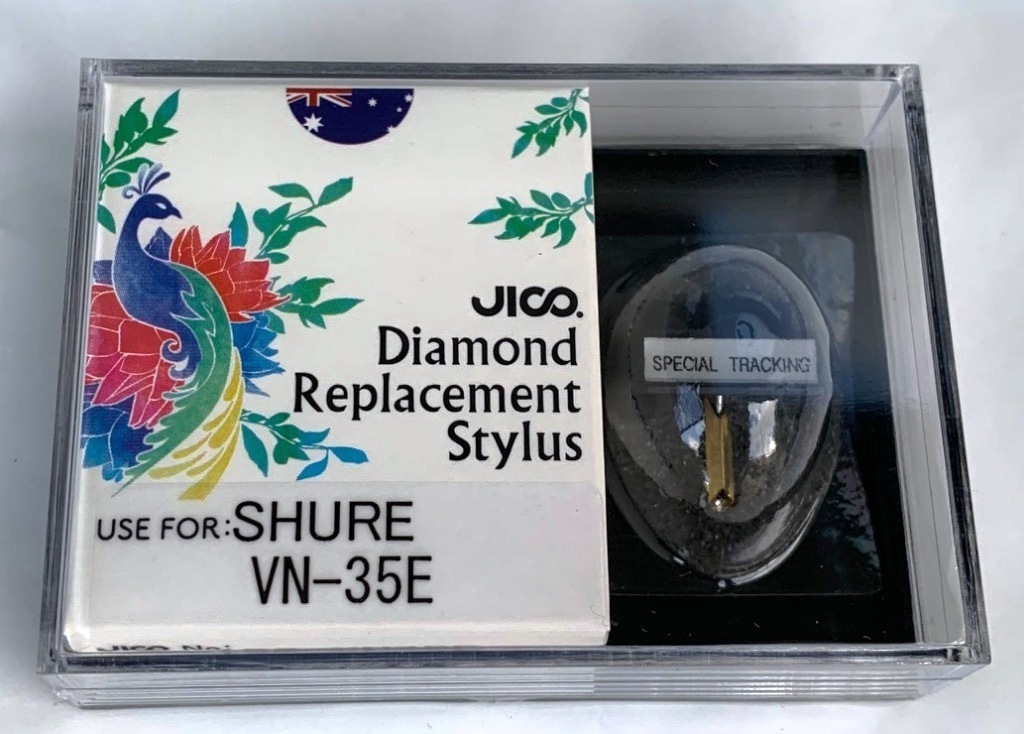 JICO.
Diamond
Replacement
Stylus
USE FOR:SHURE
VN-35E
SPECIAL TRACKING